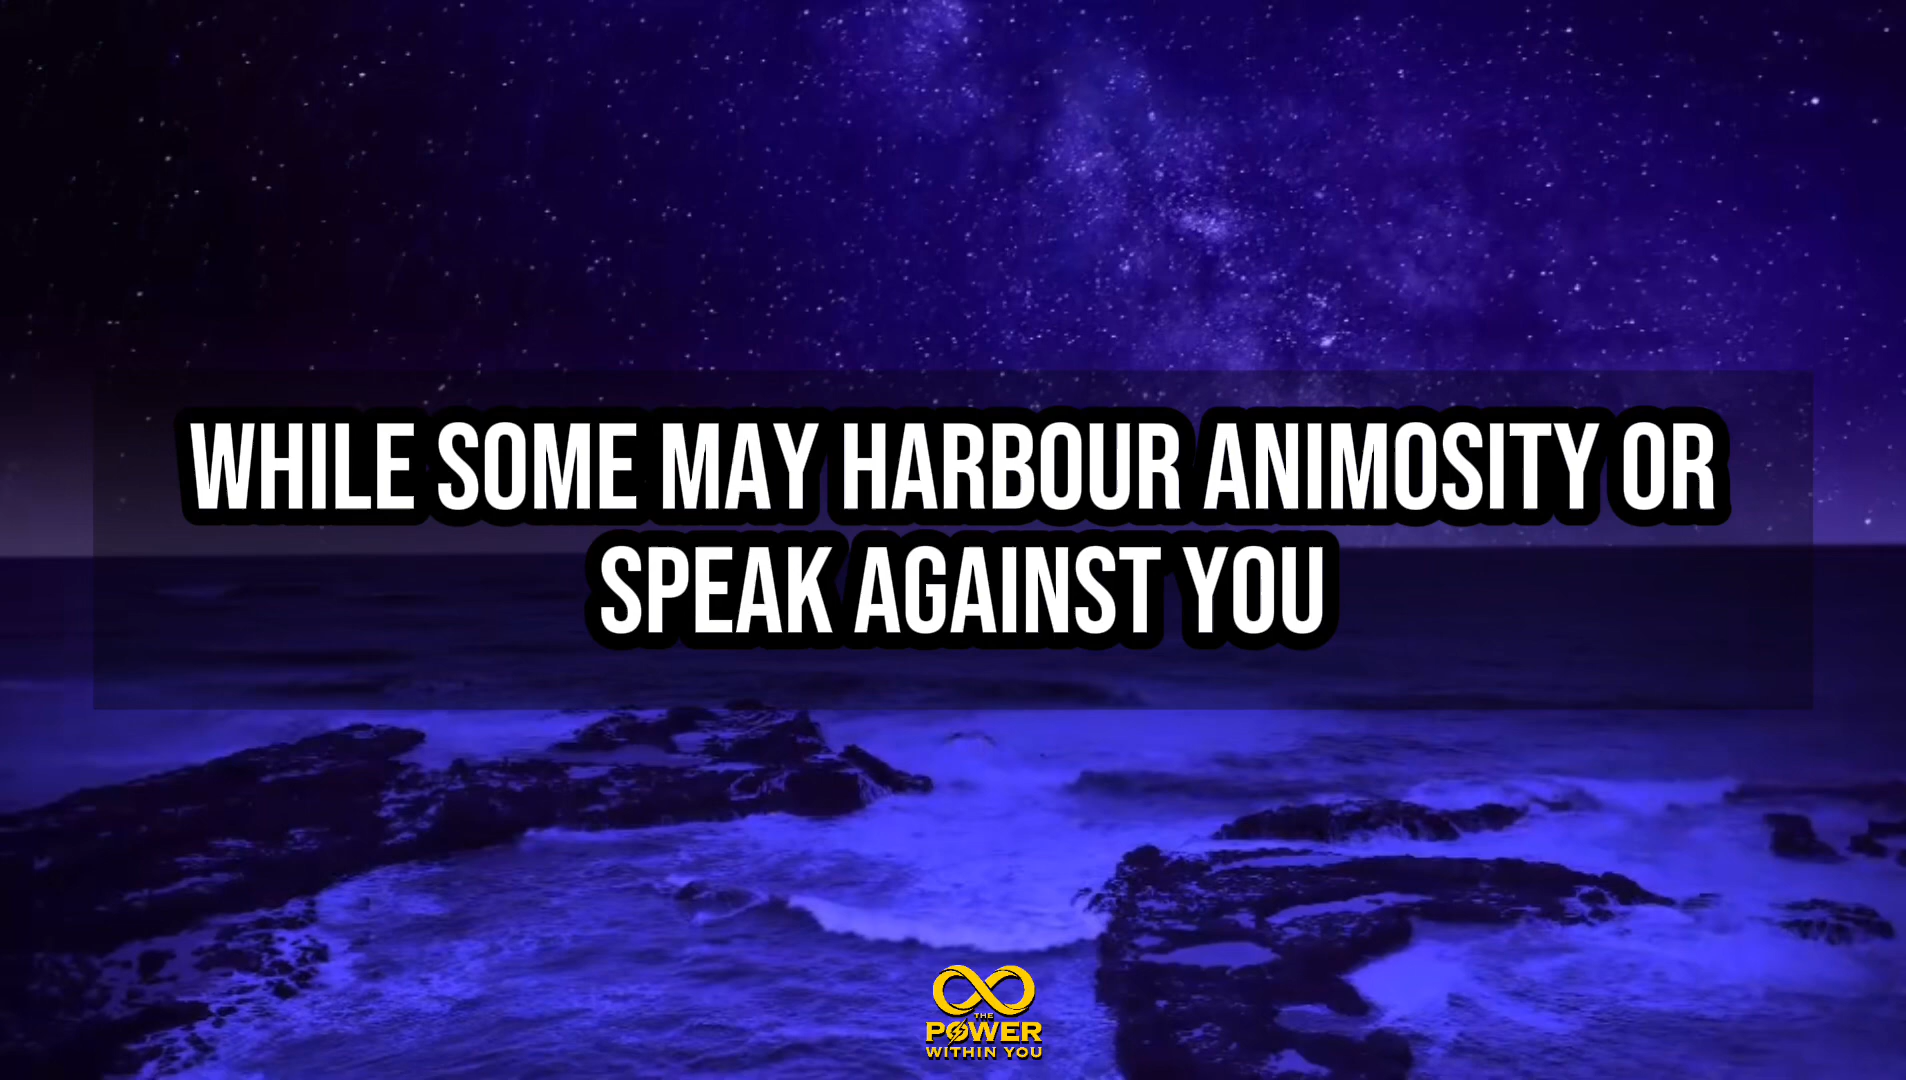 WHILE SOME MAY HARBOUR ANIMOSITY OR
SPEAK AGAINST YOU
THE
POWER
WITHIN YOU